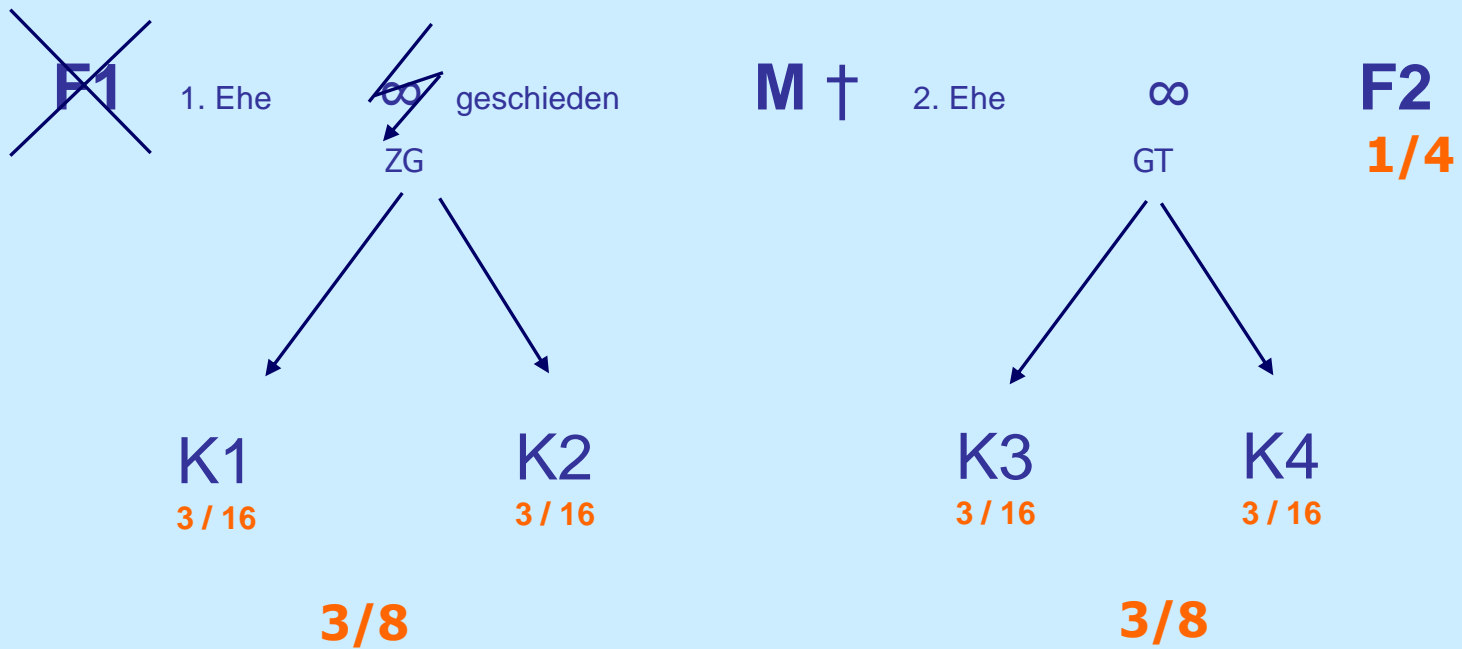 F1 1. Ehe ∞ geschieden M † 2. Ehe ∞ F2
1/4
ZG GT
K1 K2 K3 K4
3 / 16 3 / 16 3 / 16 3 / 16
3/8 3/8